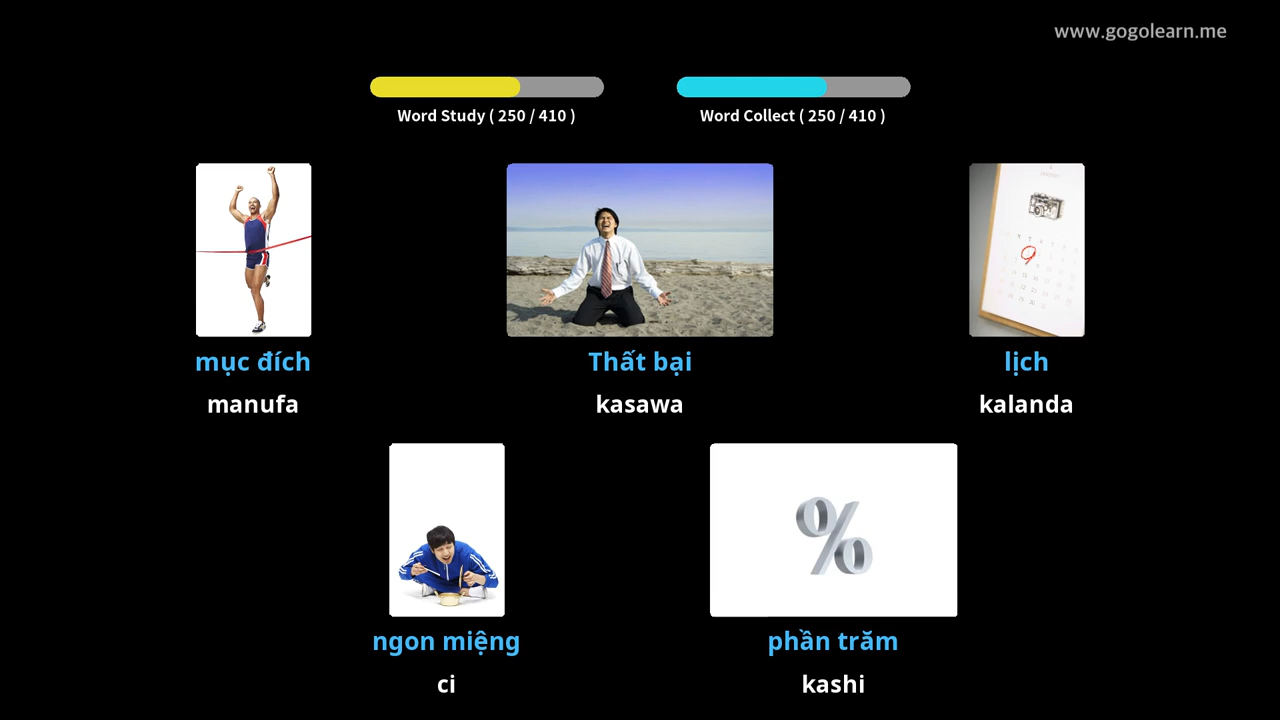 www.gogolearn.me
Word Study ( 250 / 410 )
Word Collect ( 250 / 410 )
mục đích
Thất bại
lịch
manufa
kasawa
kalanda
%
ngon miệng
phần trăm
ci
kashi